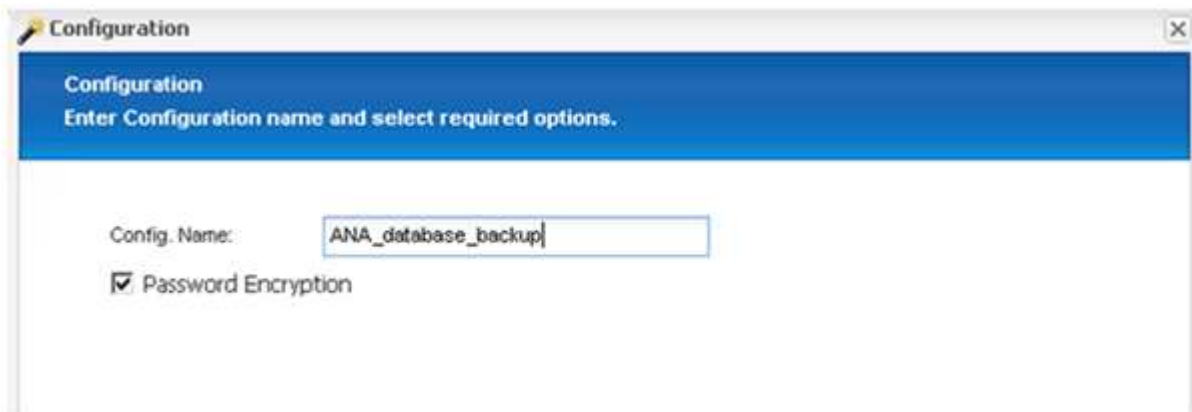 Configuration
Configuration
Enter Configuration name and select required options.
Config. Name: ANA_database_backup
Password Encryption